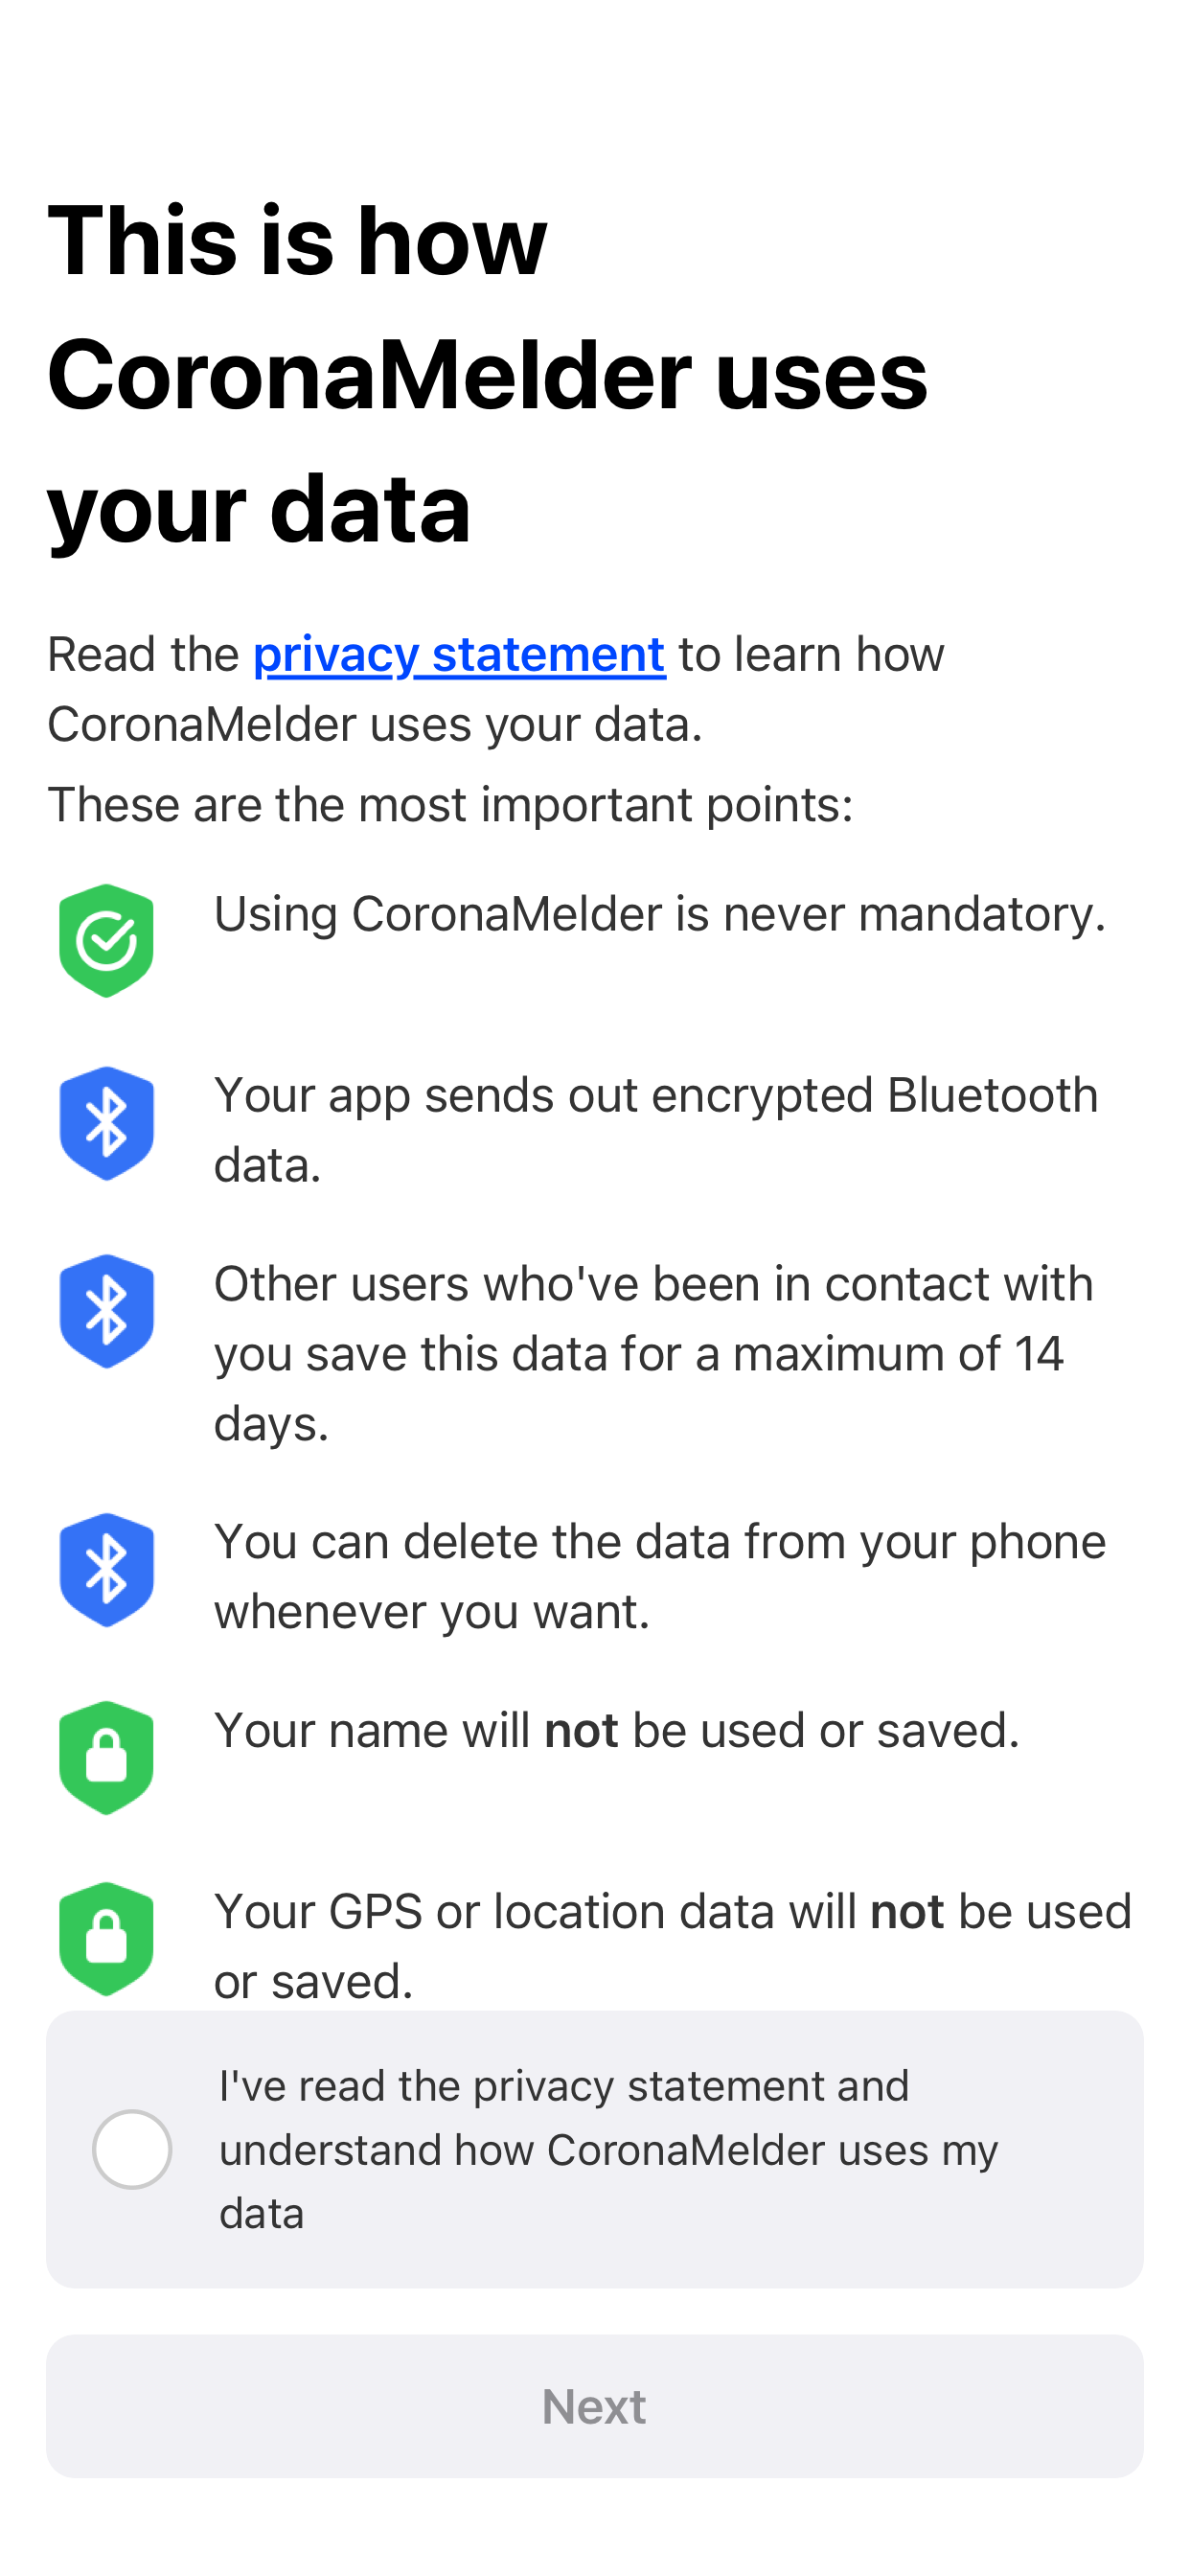 This is how
CoronaMelder uses
your data
Read the privacy statement to learn how
CoronaMelder uses your data.
These are the most important points:
Using CoronaMelder is never mandatory.
Your app sends out encrypted Bluetooth
data.
Other users who've been in contact with
you save this data for a maximum of 14
days.
You can delete the data from your phone
whenever you want.
Your name will not be used or saved.
Your GPS or location data will not be used
or saved.
I've read the privacy statement and
understand how CoronaMelder uses my
data
Next